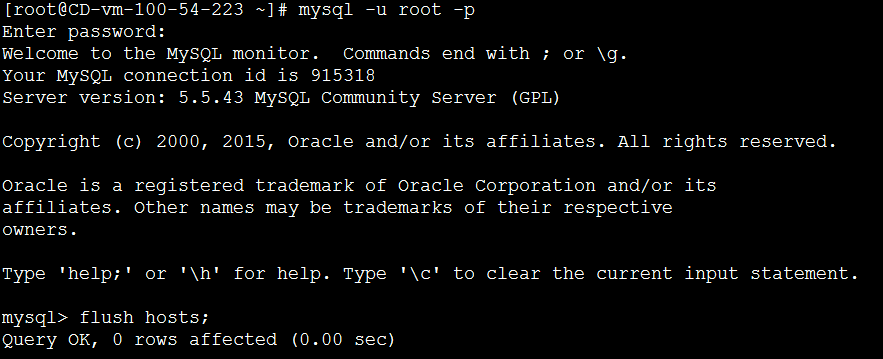 [root@CD-vm-100-54-223 ~]# mysql -u root -p
Enter password:
Welcome to the MySQL monitor.  Commands end with ; or \g.
Your MySQL connection id is 915318
Server version: 5.5.43 MySQL Community Server (GPL)
Copyright (c) 2000, 2015, Oracle and/or its affiliates. All rights reserved.
Oracle is a registered trademark of Oracle Corporation and/or its
affiliates. Other names may be trademarks of their respective
owners.
Type 'help;' or '\h' for help. Type '\c' to clear the current input statement.
mysql> flush hosts;
Query OK, 0 rows affected (0.00 sec)